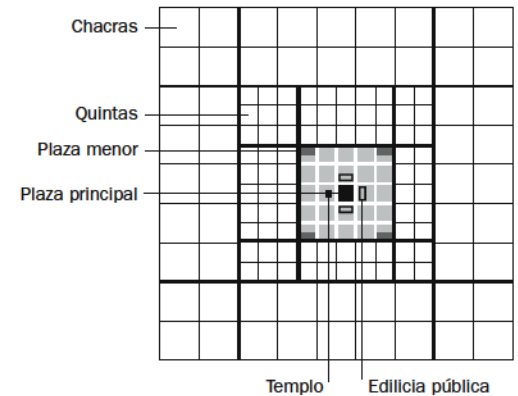 Chacras
Quintas
Plaza menor
Plaza principal
Templo
Edilicia pública